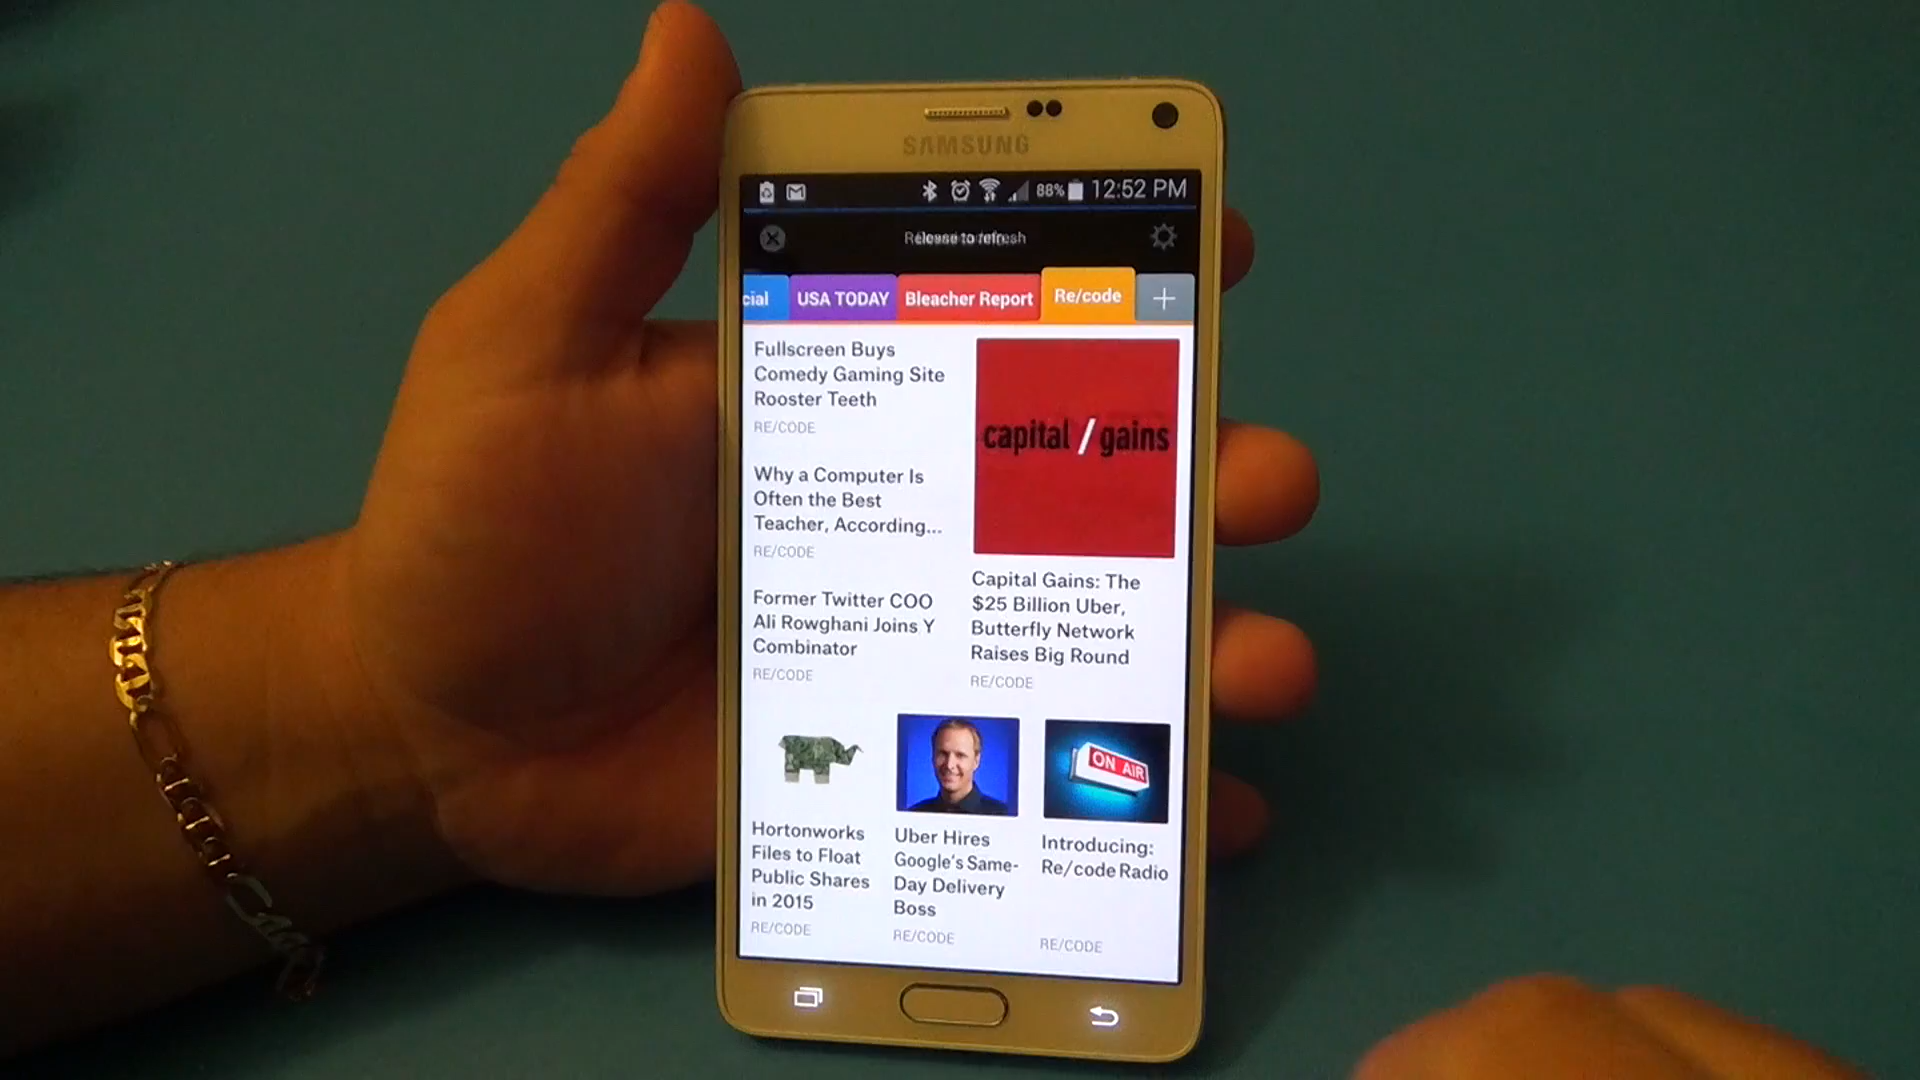 SAMSUNG
88% 12:52 PM
cial
USA TODAY
Bleacher Report
Re/code
Fullscreen Buys
Comedy Gaming Site
Rooster Teeth
RE/CODE
Why a Computer Is
Often the Best
Teacher, According...
RE/CODE
Former Twitter COO
Ali Rowghani Joins Y
Combinator
RE/CODE
capital / gains
Capital Gains: The
$25 Billion Uber,
Butterfly Network
Raises Big Round
RE/CODE
Hortonworks
Files to Float
Public Shares
in 2015
RE/CODE
Uber Hires
Google's Same-
Day Delivery
Boss
RE/CODE
ON AIR
Introducing:
Re/code Radio
RE/CODE